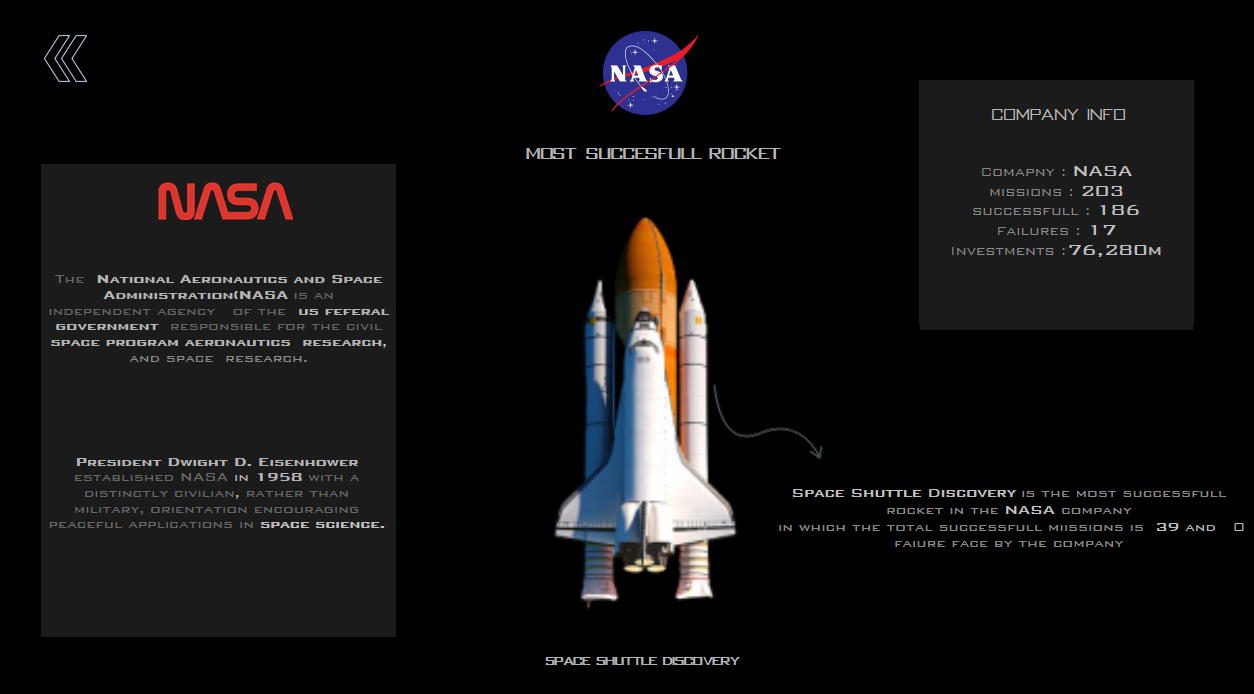 NASA
MOST SUCCESFULL ROCKET
NASA
The National Aeronautics and Space
Administration(NASA is an
independent agency of the us feferal
government responsible for the civil
space program aeronautics research,
and space research.
President Dwight D. Eisenhower
established NASA in 1958 with a
distinctly civilian, rather than
military, orientation encouraging
peaceful applications in space science.
COMPANY INFO
Comapny : NASA
missions : 203
successfull : 186
Failures : 17
Investments :76,280m
Space Shuttle Discovery is the most successfull
rocket in the NASA company
in which the total successfull miissions is 39 and 0
faiure face by the company
SPACE SHUTTLE DISCOVERY